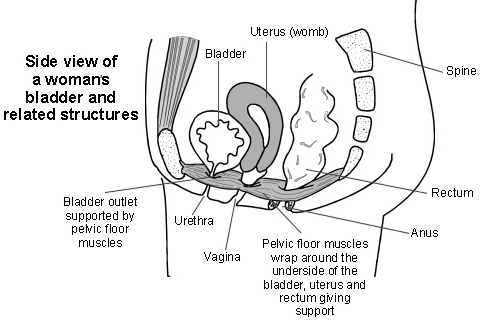 Side view of
a womans
bladder and
related structures
Uterus (womb)
Bladder
Spine
Rectum
Anus
Bladder outlet
supported by
pelvic floor
muscles
Urethra
Vagina
Pelvic floor muscles
wrap around the
underside of the
bladder, uterus and
rectum giving
support